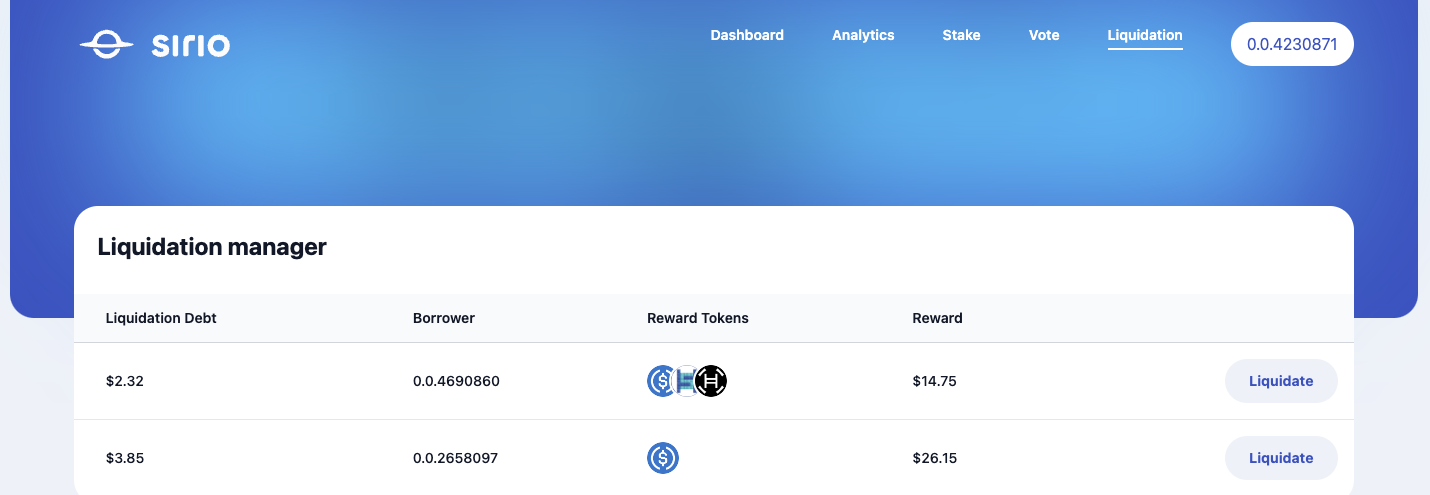 sirio
Dashboard
Analytics
Stake
Vote
Liquidation
0.0.4230871
Liquidation manager
Liquidation Debt
Borrower
Reward Tokens
Reward
$2.32
0.0.4690860
$14.75
Liquidate
$3.85
0.0.2658097
$26.15
Liquidate